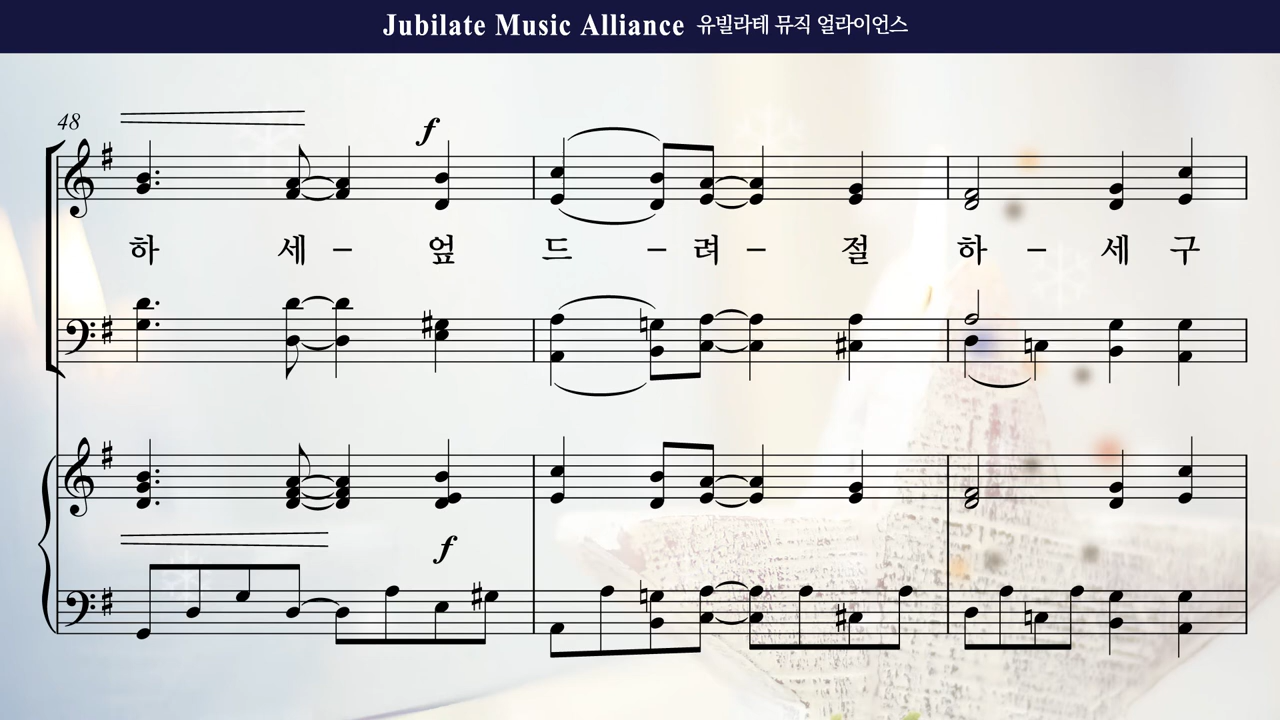 Jubilate Music Alliance 유빌라테 뮤직 얼라이언스
48
f
하 세 – 엎 드 – 려 – 절 하 – 세 구
f